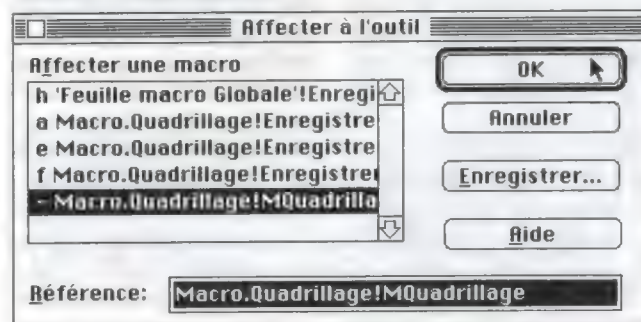 Affecter à l'outil
Affecter une macro
h 'Feuille macro Globale'!Enregi
a Macro.Quadrillage!Enregistre
e Macro.Quadrillage!Enregistre
f Macro.Quadrillage!Enregistre
- Macro.Quadrillage!MQuadrilla
OK
Annuler
Enregistrer...
Aide
Référence: Macro.Quadrillage!MQuadrillage